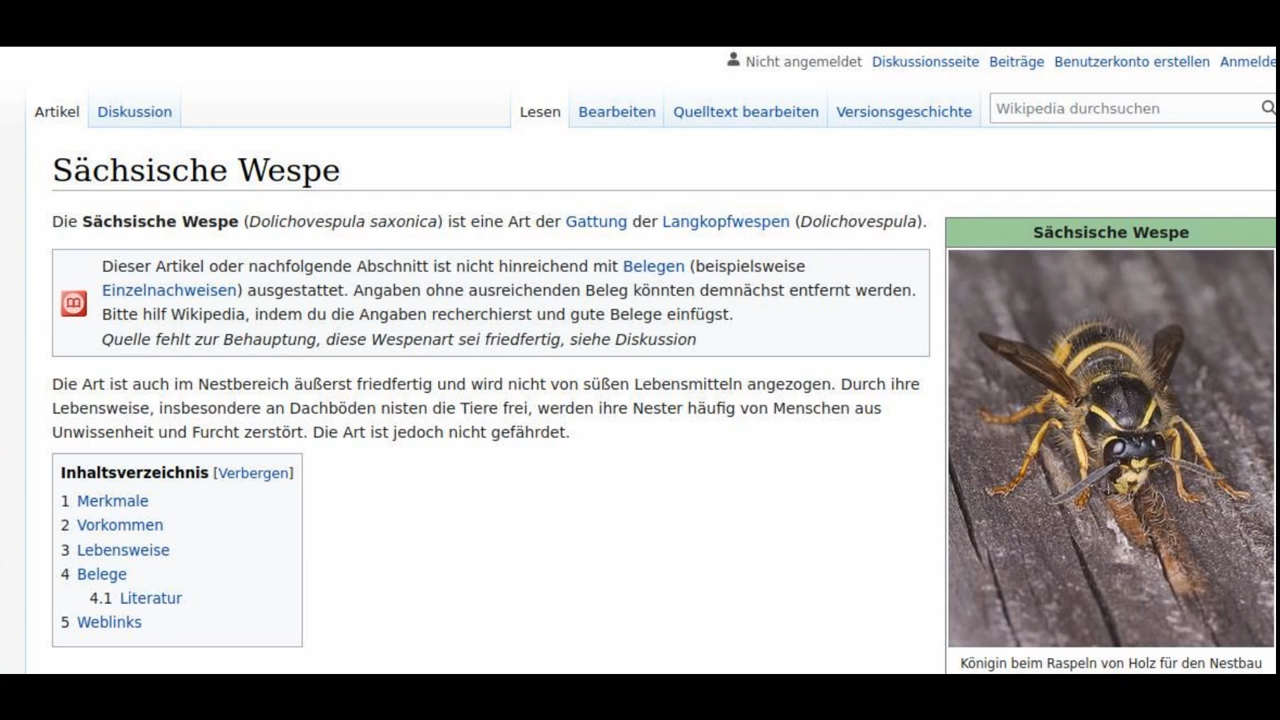 Nicht angemeldet Diskussionsseite Beiträge Benutzerkonto erstellen Anmelde
Artikel Diskussion Lesen Bearbeiten Quelltext bearbeiten Versionsgeschichte Wikipedia durchsuchen
Sächsische Wespe
Die Sächsische Wespe (Dolichovespula saxonica) ist eine Art der Gattung der Langkopfwespen (Dolichovespula).
Dieser Artikel oder nachfolgende Abschnitt ist nicht hinreichend mit Belegen (beispielsweise
Einzelnachweisen) ausgestattet. Angaben ohne ausreichenden Beleg könnten demnächst entfernt werden.
Bitte hilf Wikipedia, indem du die Angaben recherchierst und gute Belege einfügst.
Quelle fehlt zur Behauptung, diese Wespenart sei friedfertig, siehe Diskussion
Die Art ist auch im Nestbereich äußerst friedfertig und wird nicht von süßen Lebensmitteln angezogen. Durch ihre
Lebensweise, insbesondere an Dachböden nisten die Tiere frei, werden ihre Nester häufig von Menschen aus
Unwissenheit und Furcht zerstört. Die Art ist jedoch nicht gefährdet.
Inhaltsverzeichnis [Verbergen]
1 Merkmale
2 Vorkommen
3 Lebensweise
4 Belege
4.1 Literatur
5 Weblinks
Sächsische Wespe
Königin beim Raspeln von Holz für den Nestbau